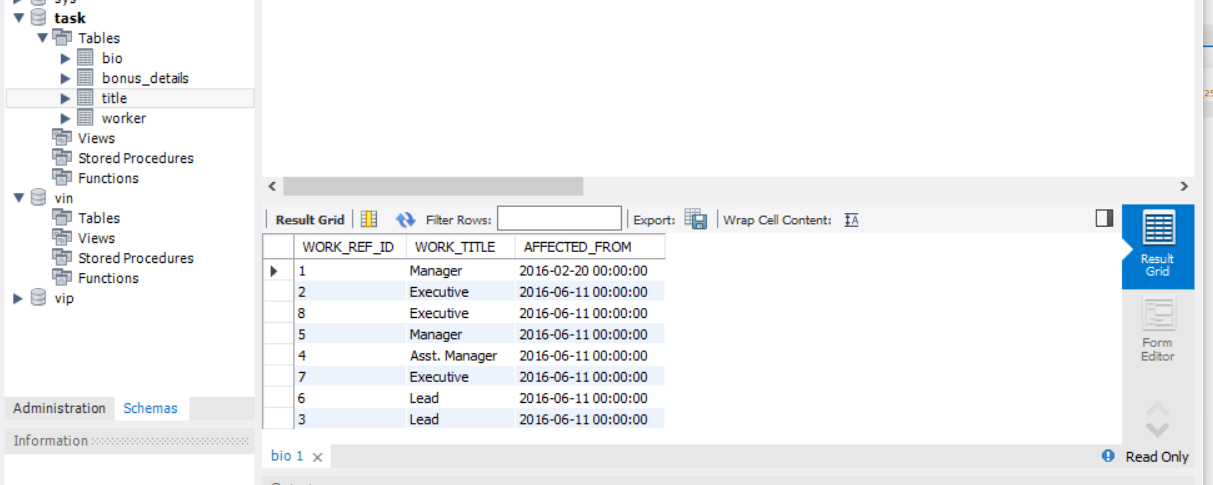 sys
task
Tables
bio
bonus_details
title
worker
Views
Stored Procedures
Functions
vin
Tables
Views
Stored Procedures
Functions
vip
Administration Schemas
Information
Result Grid Filter Rows: Export: Wrap Cell Content:
WORK_REF_ID WORK_TITLE AFFECTED_FROM
1 Manager 2016-02-20 00:00:00
2 Executive 2016-06-11 00:00:00
8 Executive 2016-06-11 00:00:00
5 Manager 2016-06-11 00:00:00
4 Asst. Manager 2016-06-11 00:00:00
7 Executive 2016-06-11 00:00:00
6 Lead 2016-06-11 00:00:00
3 Lead 2016-06-11 00:00:00
bio 1
Read Only
Result
Grid
Form
Editor
25